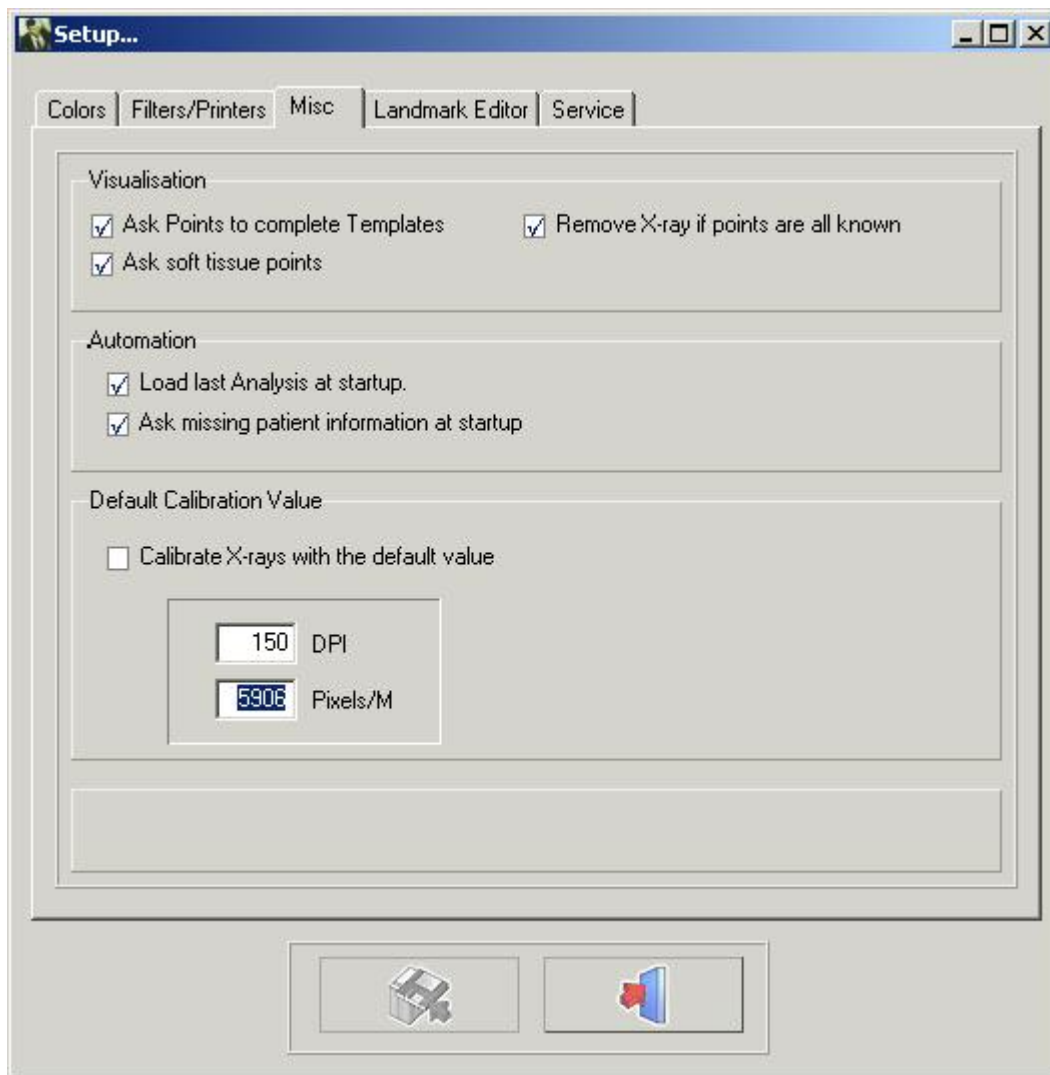 Setup...
Colors Filters/Printers Misc Landmark Editor Service
Visualisation
Ask Points to complete Templates Remove X-ray if points are all known
Ask soft tissue points
Automation
Load last Analysis at startup.
Ask missing patient information at startup
Default Calibration Value
Calibrate X-rays with the default value
150 DPI
5906 Pixels/M